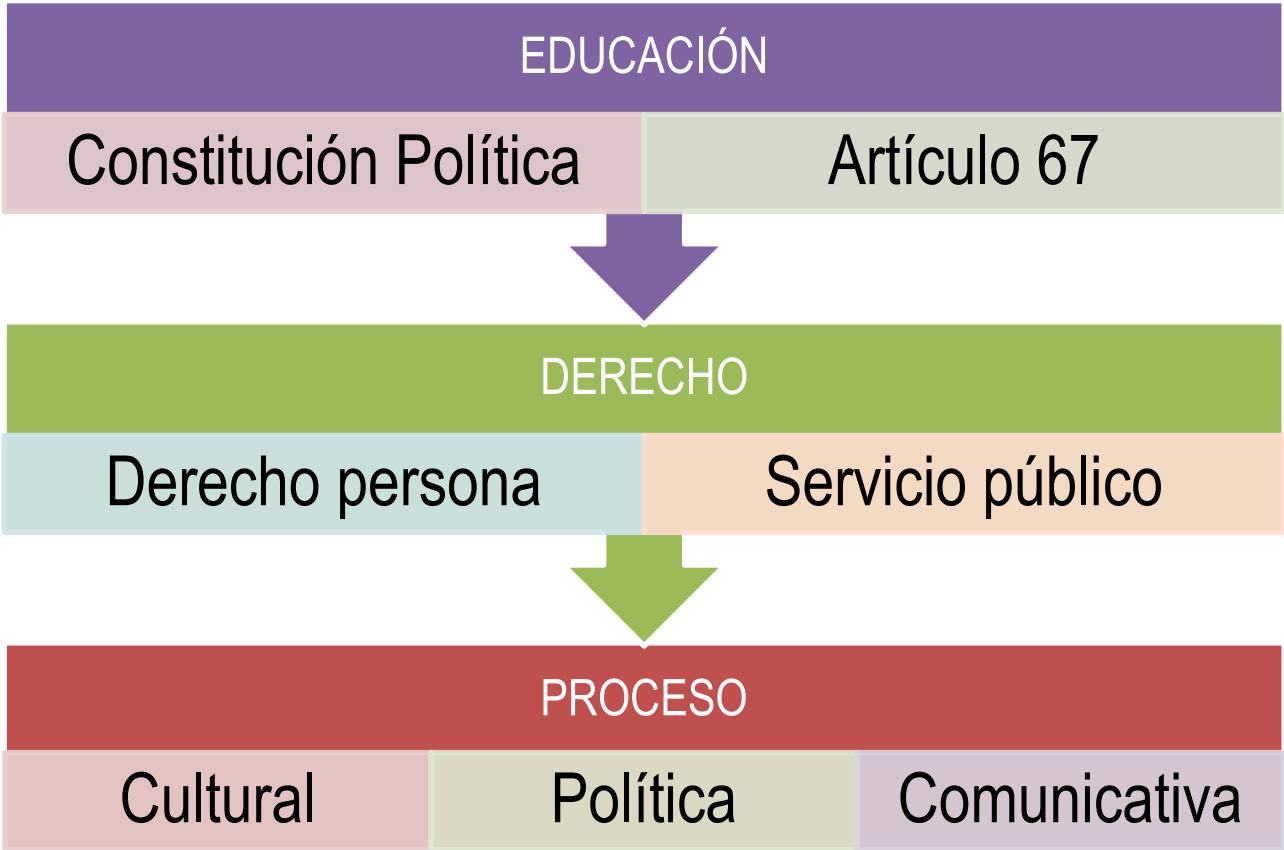 EDUCACIÓN
Constitución Política
Artículo 67
DERECHO
Derecho persona
Servicio público
PROCESO
Cultural
Política
Comunicativa